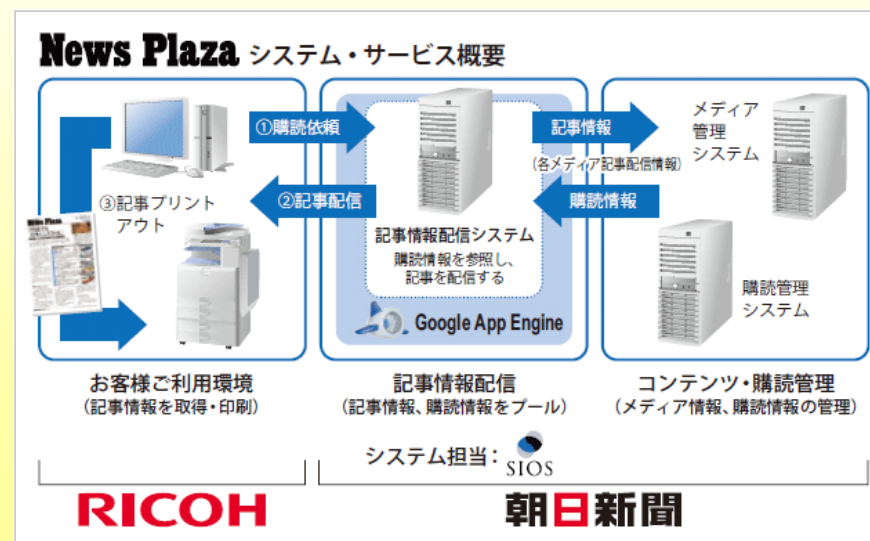 News Plaza システム・サービス概要
①購読依頼
②記事配信
③記事プリント
アウト
News Plaza
記事情報配信システム
購読情報を参照し、
記事を配信する
Google App Engine
記事情報
(各メディア記事配信情報)
購読情報
メディア
管理
システム
購読管理
システム
お客様ご利用環境
(記事情報を取得・印刷)
記事情報配信
(記事情報、購読情報をプール)
コンテンツ・購読管理
(メディア情報、購読情報の管理)
システム担当：
SIOS
RICOH
朝日新聞